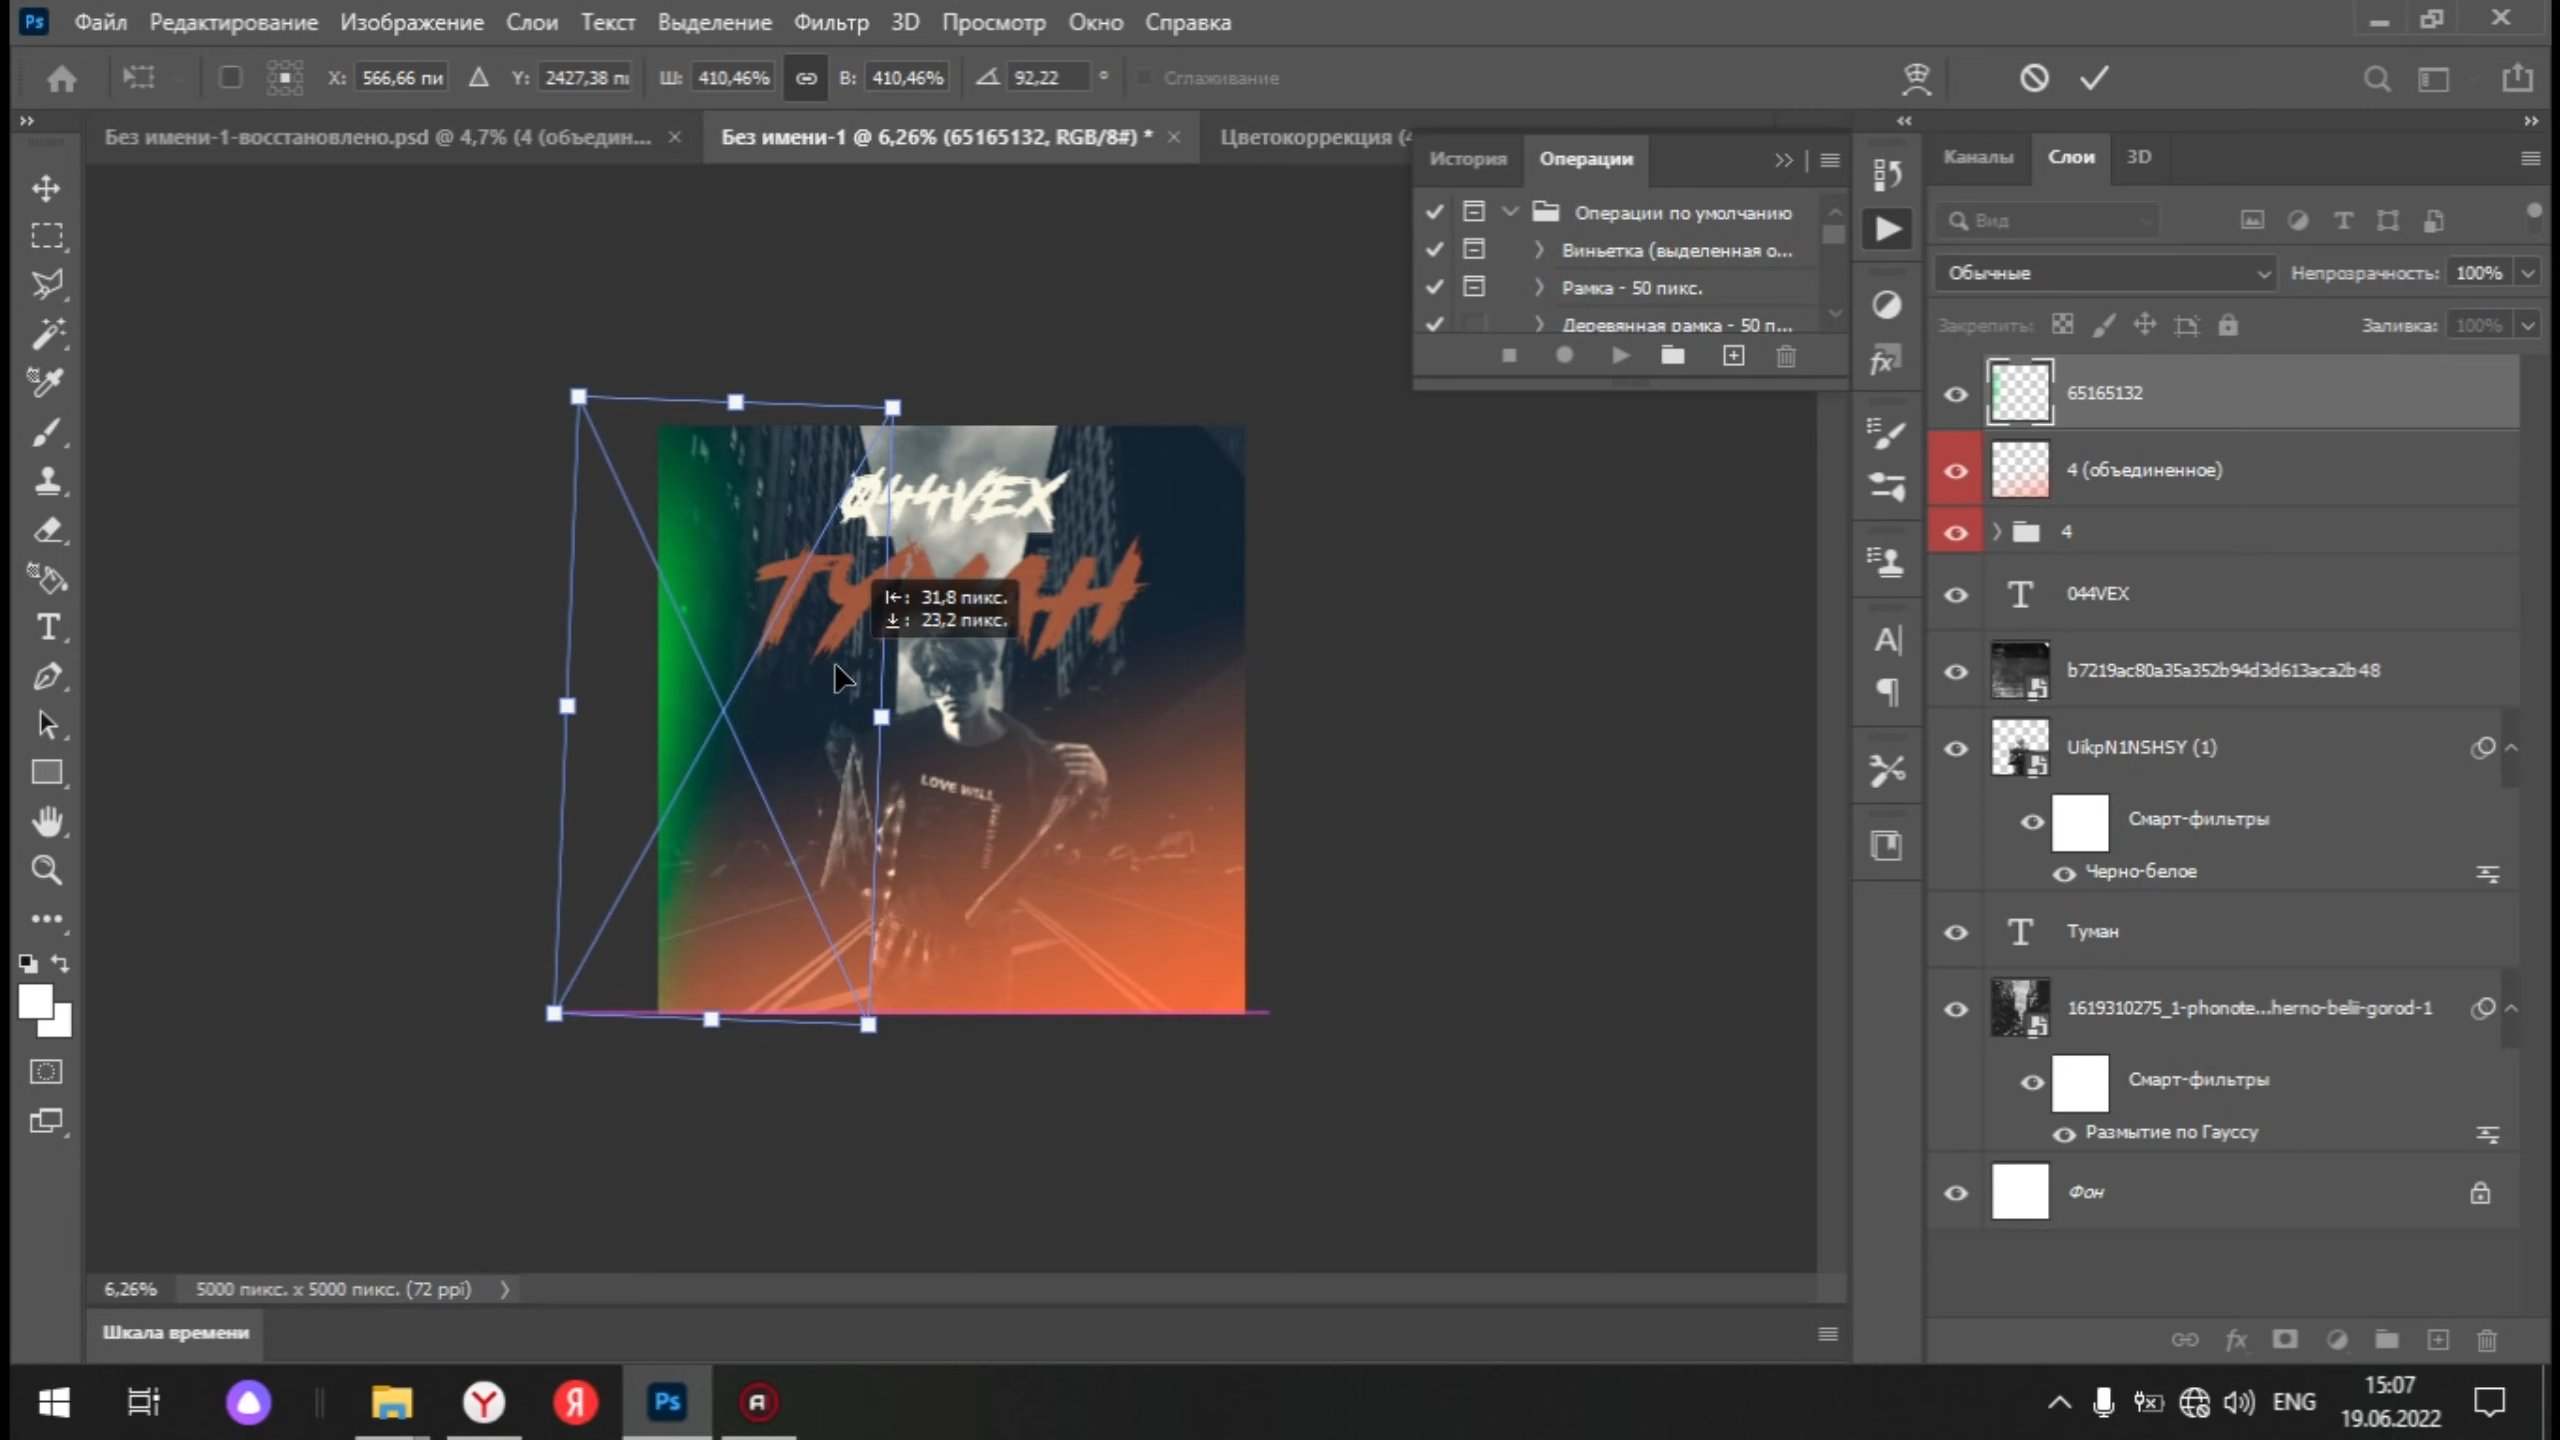 Ps Файл Редактирование Изображение Слои Текст Выделение Фильтр 3D Просмотр Окно Справка
X: 566,66 пи Y: 2427,38 пи Ш: 410,46% В: 410,46% 92,22 ° Сглаживание
Без имени-1-восстановлено.psd @ 4,7% (4 (объедин... × Без имени-1 @ 6,26% (65165132, RGB/8#) * × Цветокоррекция (4
История Операции
Операции по умолчанию
Виньетка (выделенная о...
Рамка - 50 пикс.
Деревянная рамка - 50 п...
Каналы Слои 3D
Вид
Обычные Непрозрачность: 100%
Закрепить: Заливка: 100%
65165132
4 (объединенное)
4
044VEX
b7219ac80a35a352b94d3d613aca2b48
UikpN1NSHSY (1)
Смарт-фильтры
Черно-белое
Туман
1619310275_1-phonote...herno-belii-gorod-1
Смарт-фильтры
Размытие по Гауссу
Фон
044VEX
ТУМАН
31,8 пикс.
23,2 пикс.
LOVE WILL
6,26% 5000 пикс. x 5000 пикс. (72 ppi)
Шкала времени
Ps
ENG
15:07
19.06.2022